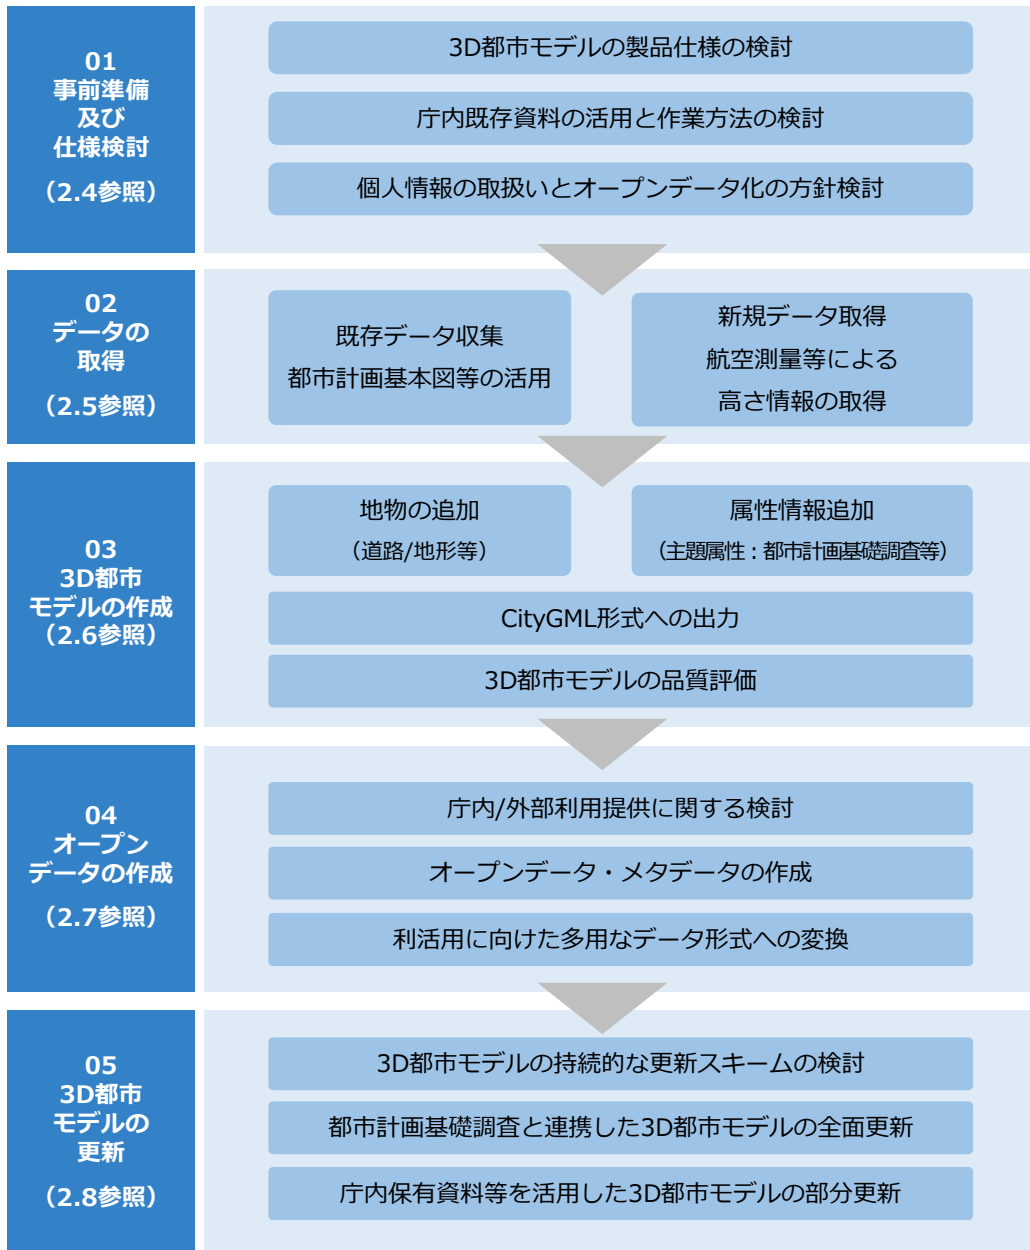 01
事前準備
及び
仕様検討
（2.4参照）
3D都市モデルの製品仕様の検討
庁内既存資料の活用と作業方法の検討
個人情報の取扱いとオープンデータ化の方針検討
02
データの
取得
（2.5参照）
既存データ収集
都市計画基本図等の活用
新規データ取得
航空測量等による
高さ情報の取得
03
3D都市
モデルの作成
（2.6参照）
地物の追加
（道路/地形等）
属性情報追加
（主題属性：都市計画基礎調査等）
CityGML形式への出力
3D都市モデルの品質評価
04
オープン
データの作成
（2.7参照）
庁内/外部利用提供に関する検討
オープンデータ・メタデータの作成
利活用に向けた多用なデータ形式への変換
05
3D都市
モデルの
更新
（2.8参照）
3D都市モデルの持続的な更新スキームの検討
都市計画基礎調査と連携した3D都市モデルの全面更新
庁内保有資料等を活用した3D都市モデルの部分更新